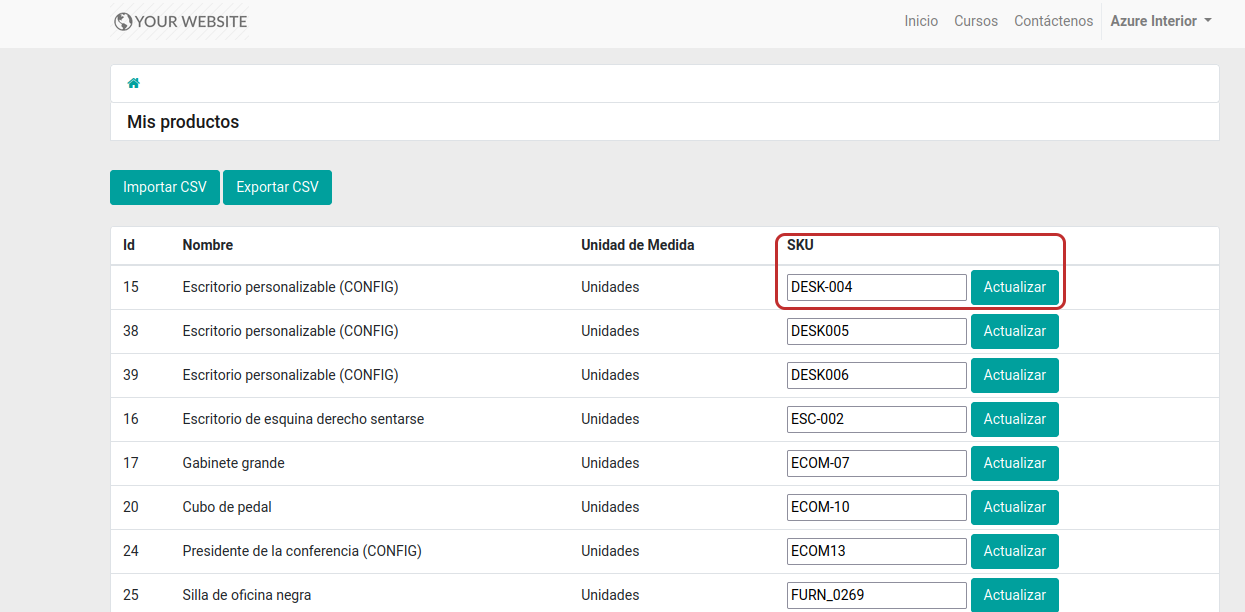 YOUR WEBSITE Inicio Cursos Contáctenos Azure Interior
Mis productos
Importar CSV Exportar CSV
Id Nombre Unidad de Medida SKU
15 Escritorio personalizable (CONFIG) Unidades DESK-004 Actualizar
38 Escritorio personalizable (CONFIG) Unidades DESK005 Actualizar
39 Escritorio personalizable (CONFIG) Unidades DESK006 Actualizar
16 Escritorio de esquina derecho sentarse Unidades ESC-002 Actualizar
17 Gabinete grande Unidades ECOM-07 Actualizar
20 Cubo de pedal Unidades ECOM-10 Actualizar
24 Presidente de la conferencia (CONFIG) Unidades ECOM13 Actualizar
25 Silla de oficina negra Unidades FURN_0269 Actualizar